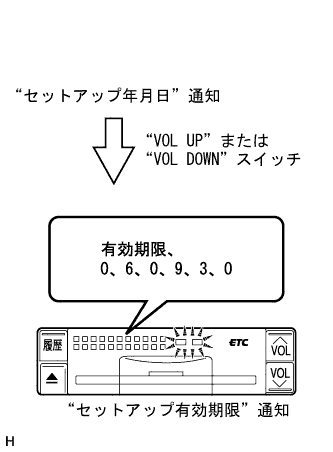 “セットアップ年月日”通知
“VOL UP”または
“VOL DOWN”スイッチ
有効期限、
0、6、0、9、3、0
履歴
ETC
VOL
VOL
“セットアップ有効期限”通知
H